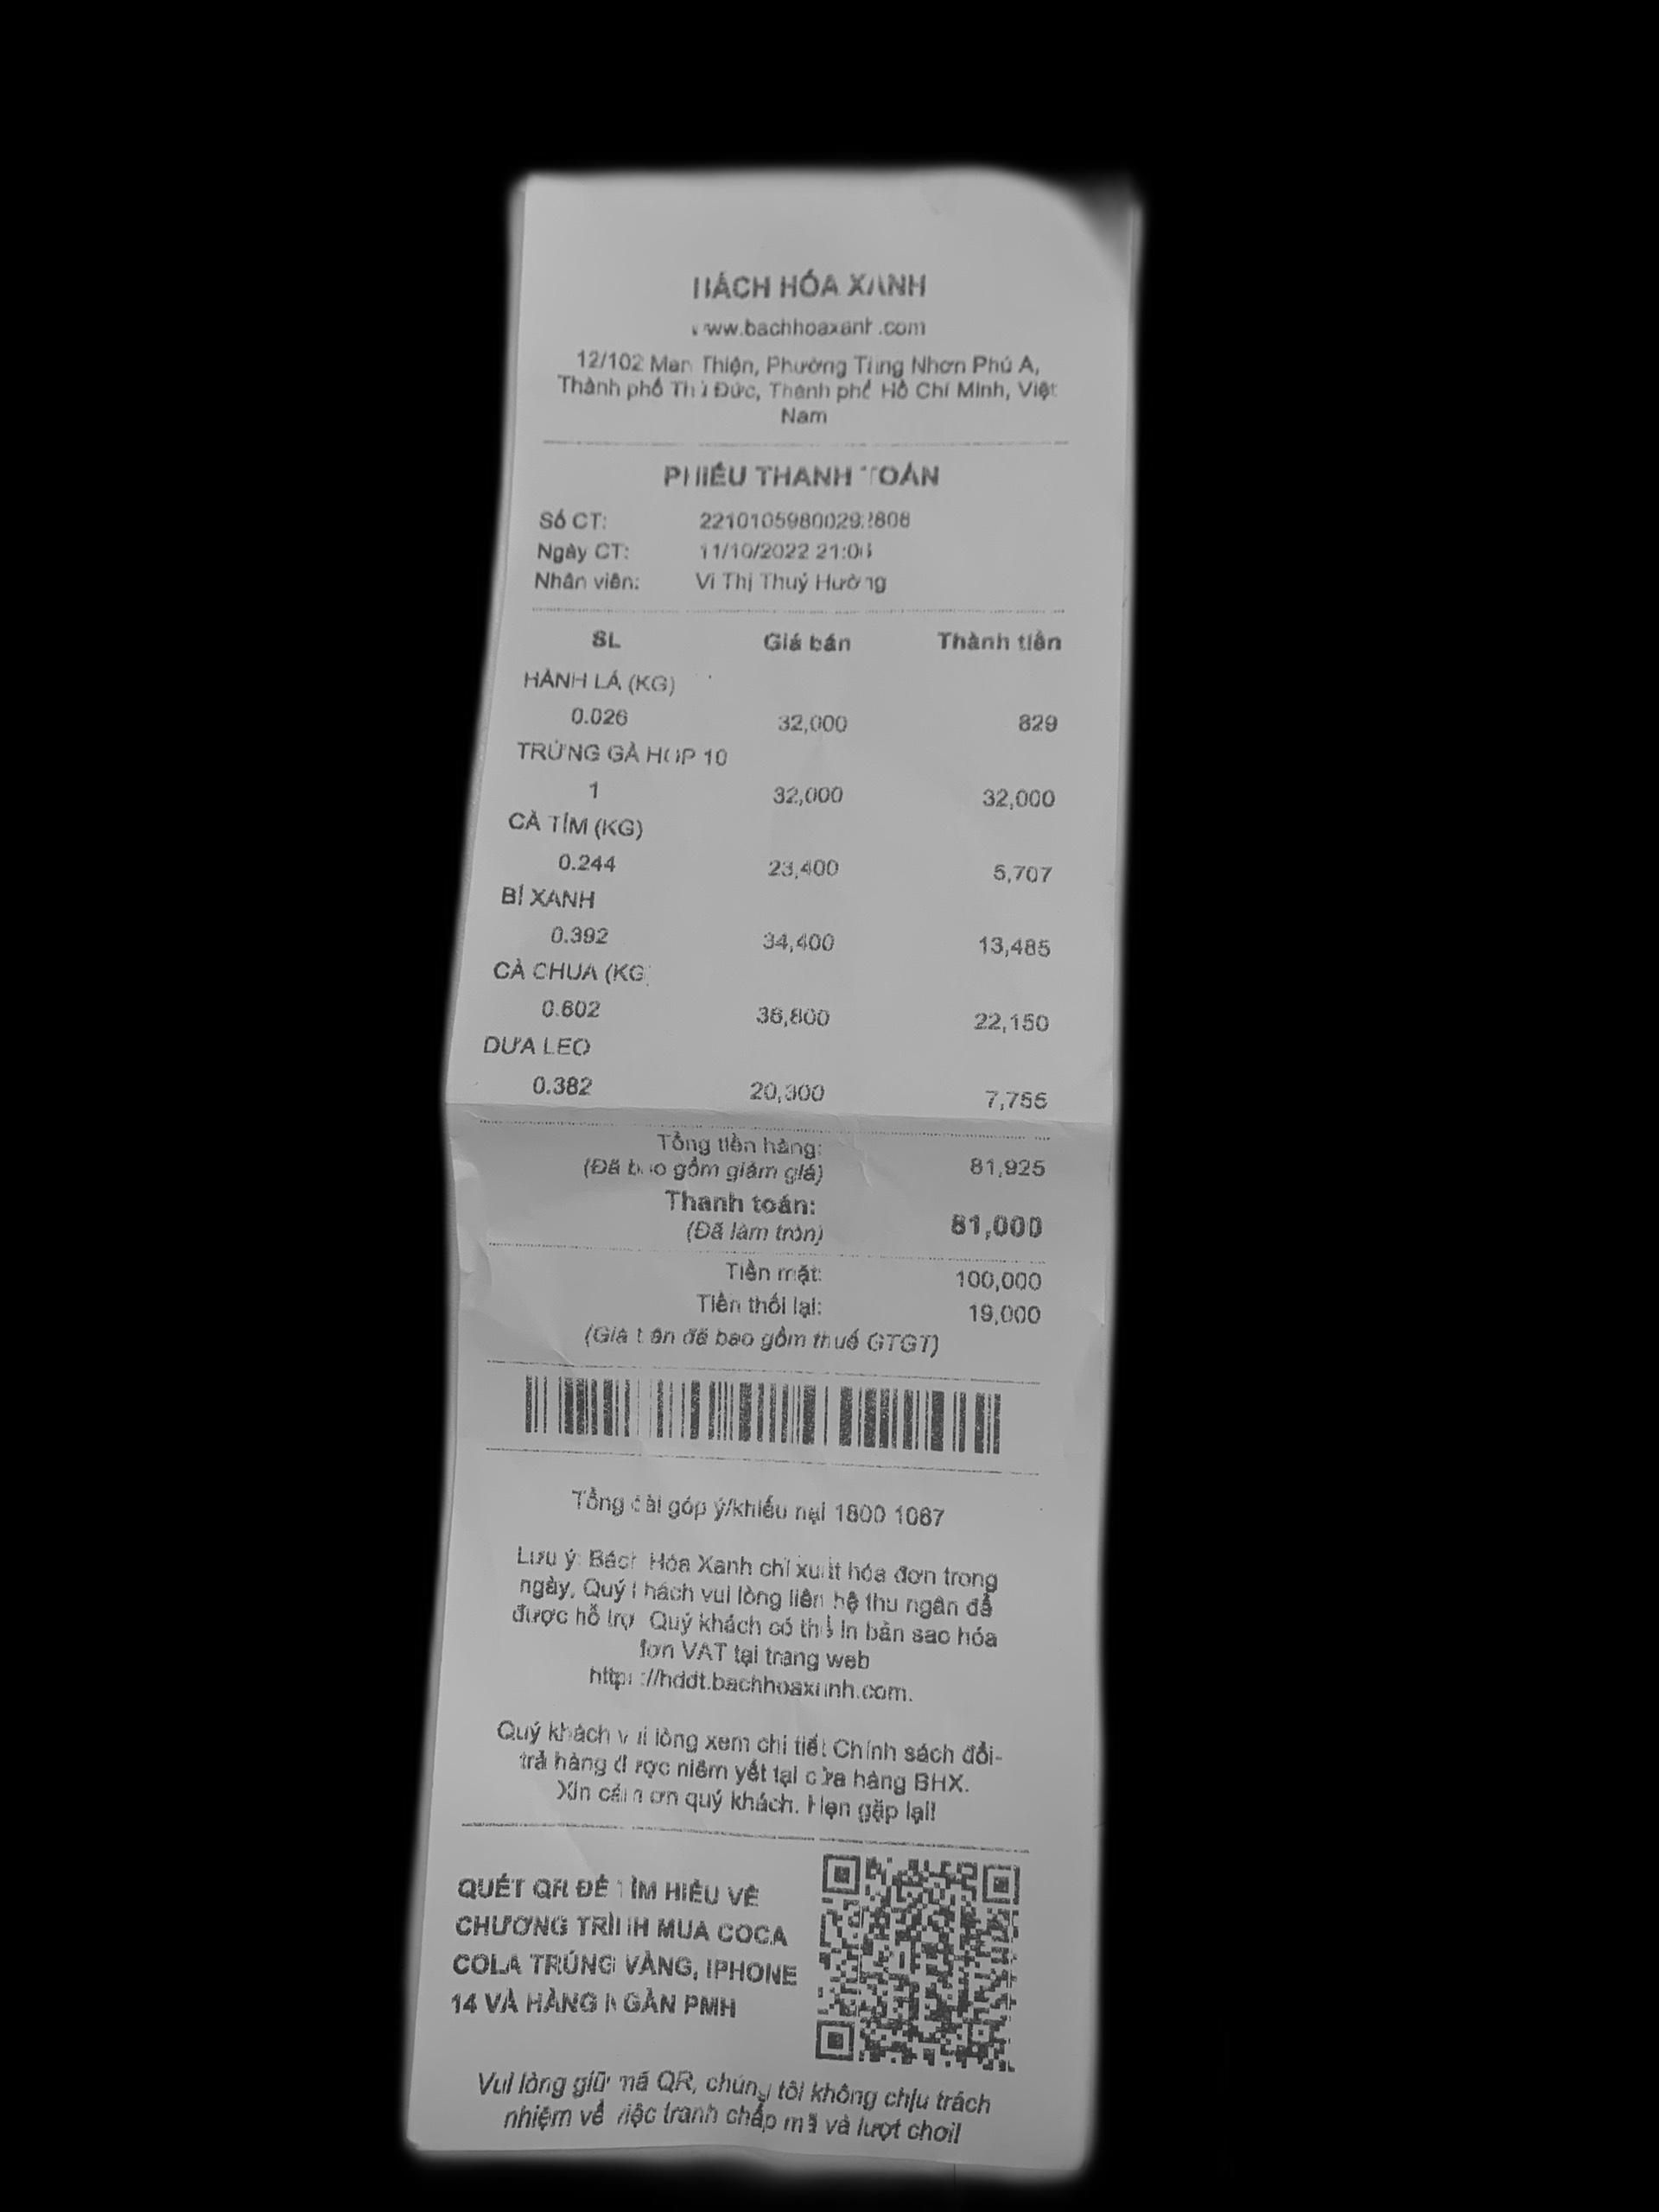 BÁCH HÓA XANH
www.bachhoaxanh.com
12/102 Man Thiện, Phường Tăng Nhơn Phú A,
Thành phố Thủ Đức, Thành phố Hồ Chí Minh, Việt
Nam
PHIẾU THANH TOÁN
Số CT: 22101059800292808
Ngày CT: 11/10/2022 21:06
Nhân viên: Vi Thị Thuý Hường
SL Giá bán Thành tiền
HÀNH LÁ (KG)
0.026 32,000 829
TRỨNG GÀ HOP 10
1 32,000 32,000
CÀ TÍM (KG)
0.244 23,400 5,707
BÍ XANH
0.392 34,400 13,485
CÀ CHUA (KG)
0.602 36,800 22,150
DƯA LEO
0.382 20,300 7,755
Tổng tiền hàng:
(Đã bao gồm giảm giá) 81,925
Thanh toán:
(Đã làm tròn) 81,000
Tiền mặt: 100,000
Tiền thối lại: 19,000
(Giá tiền đã bao gồm thuế GTGT)
Tổng đài góp ý/khiếu nại 1800 1067
Lưu ý: Bách Hóa Xanh chỉ xuất hóa đơn trong
ngày, Quý khách vui lòng liên hệ thu ngân để
được hỗ trợ. Quý khách có thể in bản sao hóa
đơn VAT tại trang web
https://hddt.bachhoaxanh.com.
Quý khách vui lòng xem chi tiết Chính sách đổi-
trả hàng được niêm yết tại cửa hàng BHX.
Xin cảm ơn quý khách. Hẹn gặp lại!
QUÉT QR ĐỂ TÌM HIỂU VỀ
CHƯƠNG TRÌNH MUA COCA
COLA TRÚNG VÀNG, IPHONE
14 VÀ HÀNG NGÀN PMH
Vui lòng giữ mã QR, chúng tôi không chịu trách
nhiệm về việc tranh chấp mã và lượt chơi!